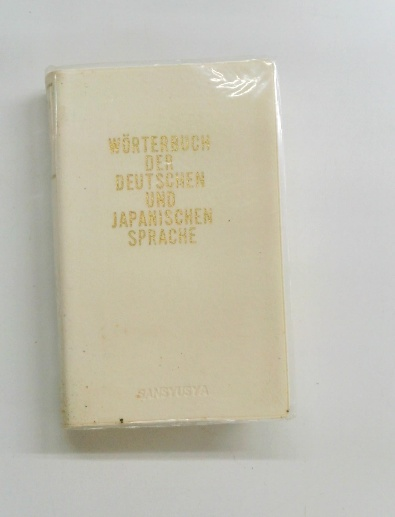 WÖRTERBUCH
DER
DEUTSCHEN
UND
JAPANISCHEN
SPRACHE
SANSYUSYA